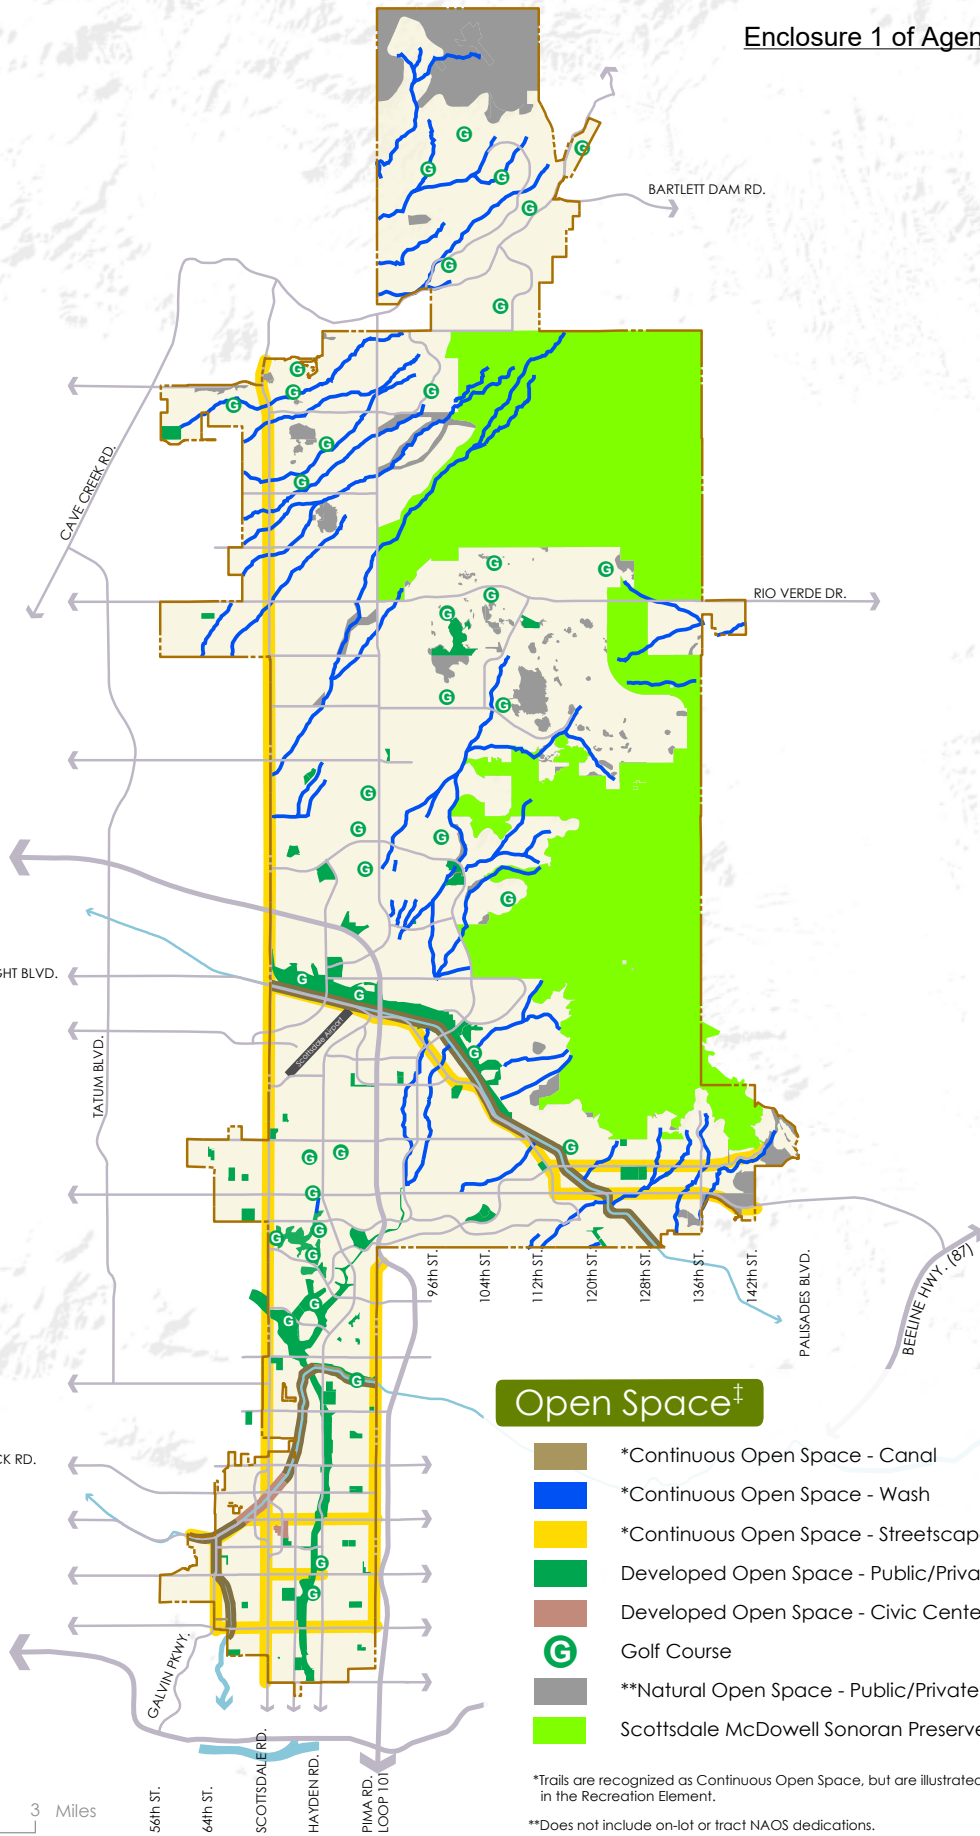 Enclosure 1 of Agen
BARTLETT DAM RD.
CAVE CREEK RD.
RIO VERDE DR.
GHT BLVD.
Scottsdale Airport
TATUM BLVD.
96th ST.
104th ST.
112th ST.
120th ST.
128th ST.
136th ST.
142th ST.
PALISADES BLVD.
BEELINE HWY. (87)
CK RD.
Open Space‡
*Continuous Open Space - Canal
*Continuous Open Space - Wash
*Continuous Open Space - Streetscap
Developed Open Space - Public/Priva
Developed Open Space - Civic Cente
G Golf Course
**Natural Open Space - Public/Private
Scottsdale McDowell Sonoran Preserve
*Trails are recognized as Continuous Open Space, but are illustrated
in the Recreation Element.
**Does not include on-lot or tract NAOS dedications.
GALVIN PKWY.
56th ST.
64th ST.
SCOTTSDALE RD.
HAYDEN RD.
PIMA RD.
LOOP 101
3 Miles